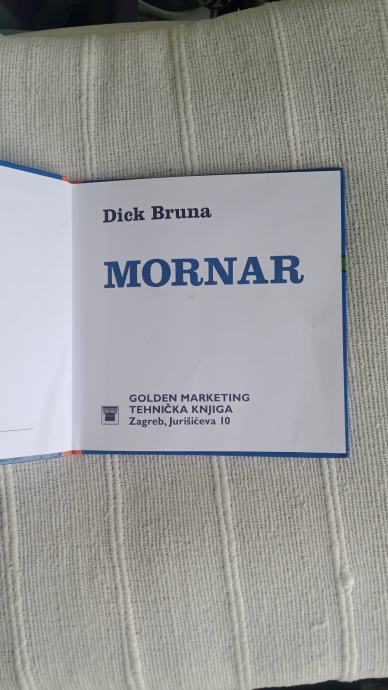 Dick Bruna
MORNAR
GOLDEN MARKETING
TEHNIČKA KNJIGA
Zagreb, Jurišićeva 10